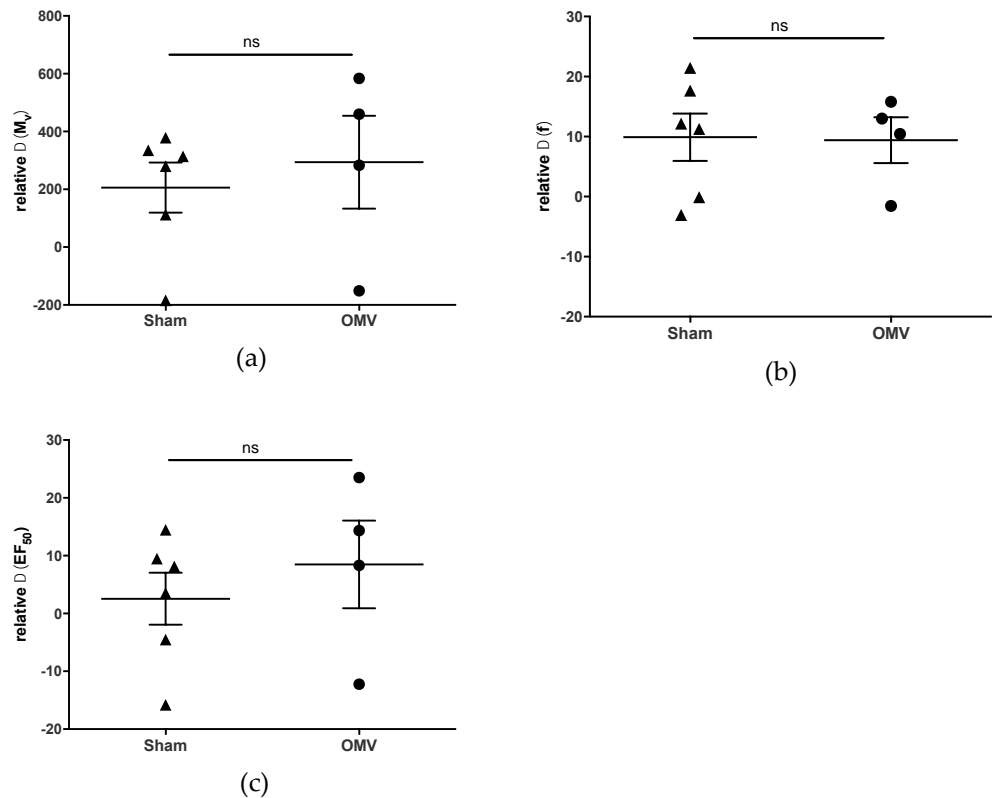 800
600
400
200
0
-200
relative D (Mv)
ns
Sham OMV
(a)
30
20
10
0
-10
-20
relative D (f)
ns
Sham OMV
(b)
30
20
10
0
-10
-20
relative D (EF50)
ns
Sham OMV
(c)